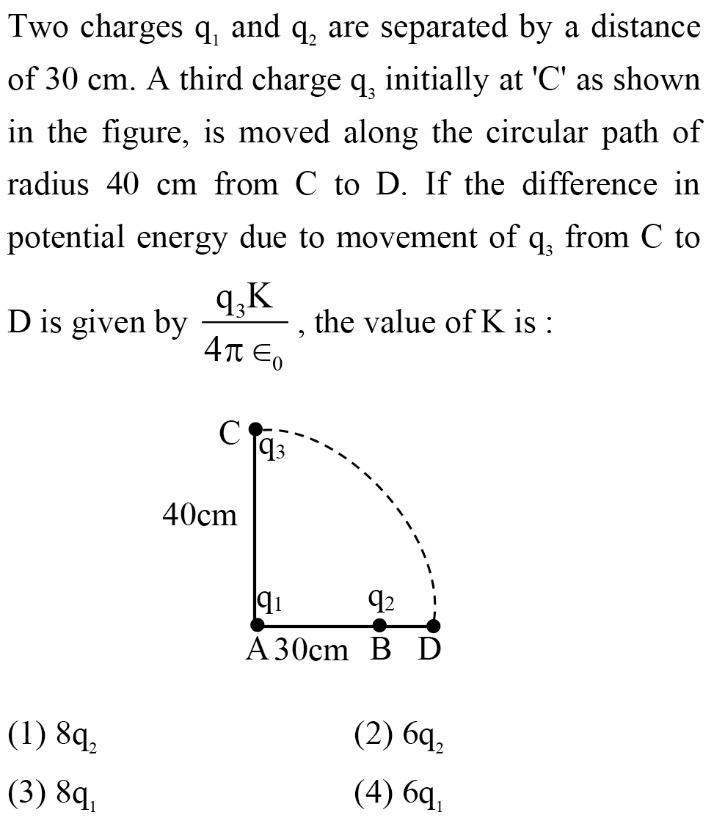 Two charges q₁ and q₂ are separated by a distance
of 30 cm. A third charge q₃ initially at 'C' as shown
in the figure, is moved along the circular path of
radius 40 cm from C to D. If the difference in
potential energy due to movement of q₃ from C to
D is given by q₃K / 4π ∈₀ , the value of K is :
C
q₃
40cm
q₁ q₂
A 30cm B D
(1) 8q₂ (2) 6q₂
(3) 8q₁ (4) 6q₁